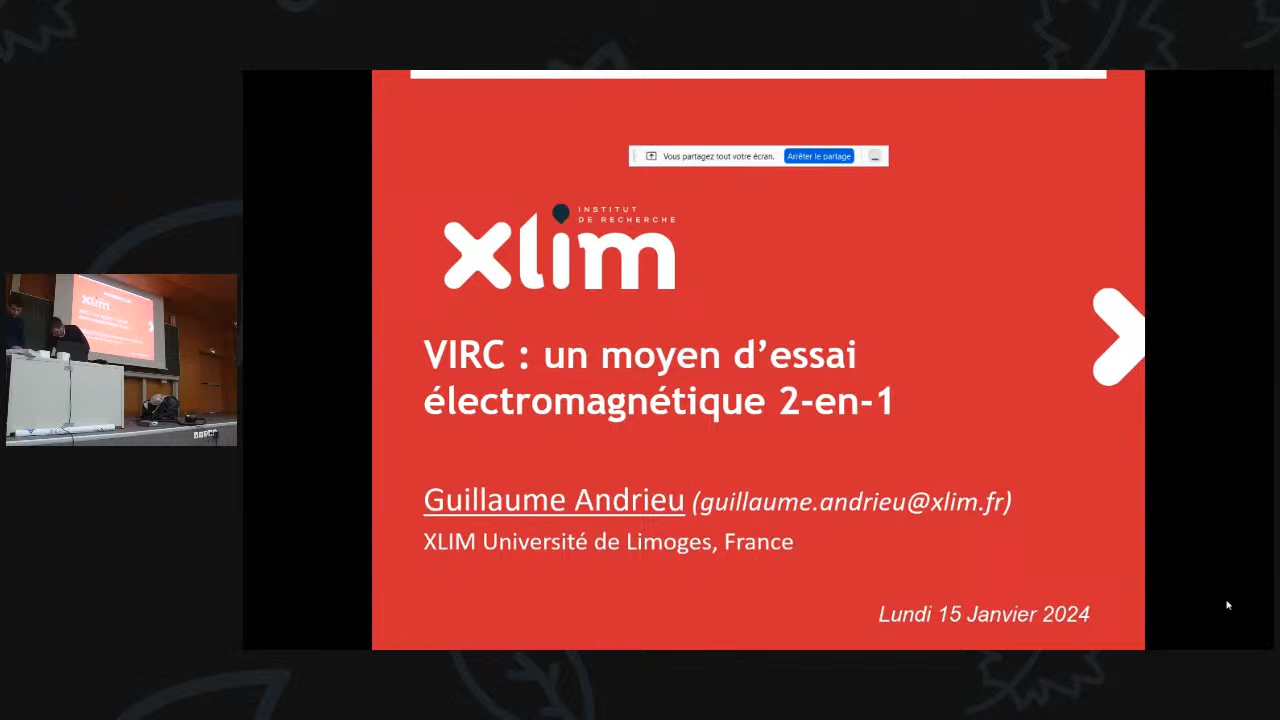 Vous partagez tout votre écran. Arrêter le partage
INSTITUT
DE RECHERCHE
xlim
VIRC : un moyen d’essai
électromagnétique 2-en-1
Guillaume Andrieu (guillaume.andrieu@xlim.fr)
XLIM Université de Limoges, France
Lundi 15 Janvier 2024
xlim